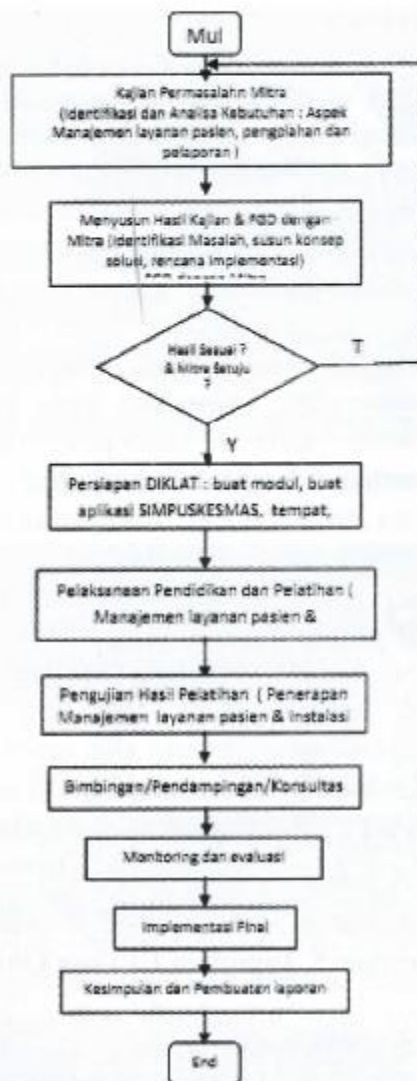 Mul
Kajian Permasalahn Mitra
(Identifikasi dan Analisa Kebutuhan : Aspek
Manajemen layanan pasien, pengolahan dan
pelaporan )
Menyusun Hasil Kajian & FGD dengan
Mitra (Identifikasi Masalah, susun konsep
solusi, rencana implementasi)
FGD dengan Mitra
Hasil Sesuai ?
& Mitra Setuju
?
T
Y
Persiapan DIKLAT : buat modul, buat
aplikasi SIMPUSKESMAS, tempat,
Pelaksanaan Pendidikan dan Pelatihan (
Manajemen layanan pasien &
Pengujian Hasil Pelatihan ( Penerapan
Manajemen layanan pasien & Instalasi
Bimbingan/Pendampingan/Konsultas
Monitoring dan evaluasi
Implementasi Final
Kesimpulan dan Pembuatan laporan
End